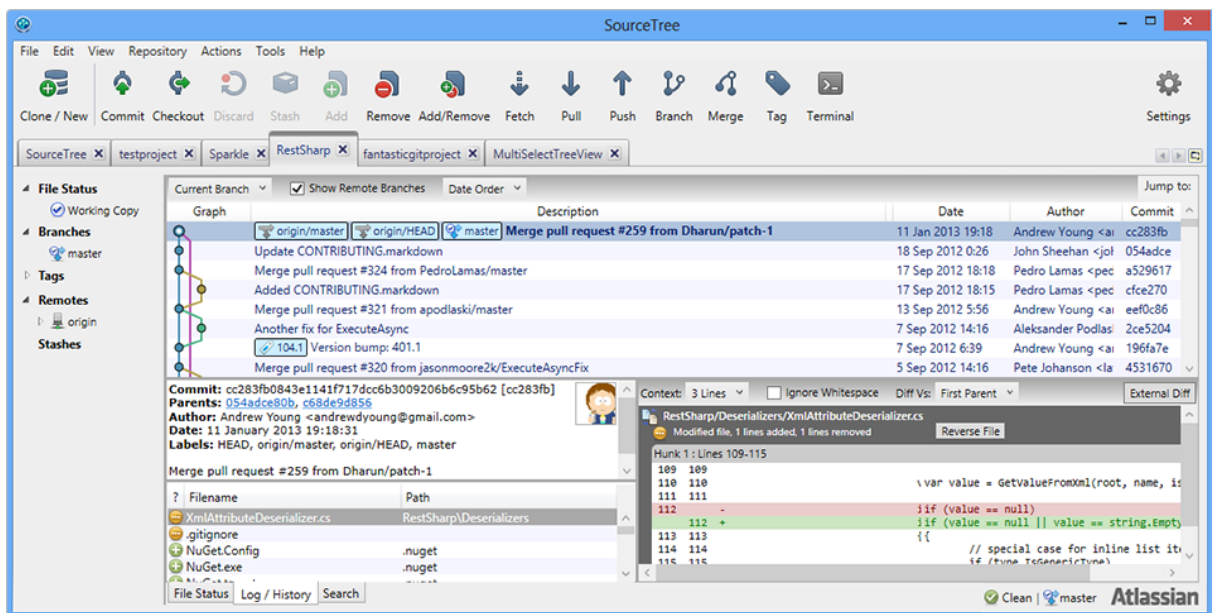 SourceTree
File Edit View Repository Actions Tools Help
Clone / New Commit Checkout Discard Stash Add Remove Add/Remove Fetch Pull Push Branch Merge Tag Terminal Settings
SourceTree testproject Sparkle RestSharp fantasticgitproject MultiSelectTreeView
File Status
Working Copy
Branches
master
Tags
Remotes
origin
Stashes
Current Branch Show Remote Branches Date Order Jump to:
Graph Description Date Author Commit
origin/master origin/HEAD master Merge pull request #259 from Dharun/patch-1 11 Jan 2013 19:18 Andrew Young <a cc283fb
Update CONTRIBUTING.markdown 18 Sep 2012 0:26 John Sheehan <jo 054adce
Merge pull request #324 from PedroLamas/master 17 Sep 2012 18:18 Pedro Lamas <ped a529617
Added CONTRIBUTING.markdown 17 Sep 2012 18:15 Pedro Lamas <ped cfce270
Merge pull request #321 from apodlaski/master 13 Sep 2012 5:56 Andrew Young <a eef0c86
Another fix for ExecuteAsync 7 Sep 2012 14:16 Aleksander Podlas 2ce5204
104.1 Version bump: 401.1 7 Sep 2012 6:39 Andrew Young <a 196fa7e
Merge pull request #320 from jasonmoore2k/ExecuteAsyncFix 5 Sep 2012 14:16 Pete Johanson <la 4531670
Commit: cc283fb0843e1141f717dcc6b3009206b6c95b62 [cc283fb]
Parents: 054adce80b, c68de9d856
Author: Andrew Young <andrewdyoung@gmail.com>
Date: 11 January 2013 19:18:31
Labels: HEAD, origin/master, origin/HEAD, master
Merge pull request #259 from Dharun/patch-1
? Filename Path
XmlAttributeDeserializer.cs RestSharp\Deserializers
.gitignore
NuGet.Config .nuget
NuGet.exe .nuget
File Status Log / History Search
Context: 3 Lines Ignore Whitespace Diff Vs: First Parent External Diff
RestSharp/Deserializers/XmlAttributeDeserializer.cs
Modified file, 1 lines added, 1 lines removed Reverse File
Hunk 1 : Lines 109-115
109 109
110 110 \var value = GetValueFromXml(root, name, is
111 111
112 - if (value == null)
112 + if (value == null || value == string.Empty
113 113 {
114 114 // special case for inline list ite
115 115 if (type.IsGenericType)
Clean | master Atlassian